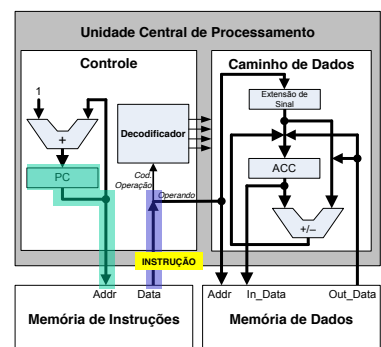 Unidade Central de Processamento
Controle
Caminho de Dados
1
+
PC
Decodificador
Cod.
Operação
Operando
Extensão de
Sinal
ACC
+/–
INSTRUÇÃO
Addr
Data
Addr
In_Data
Out_Data
Memória de Instruções
Memória de Dados